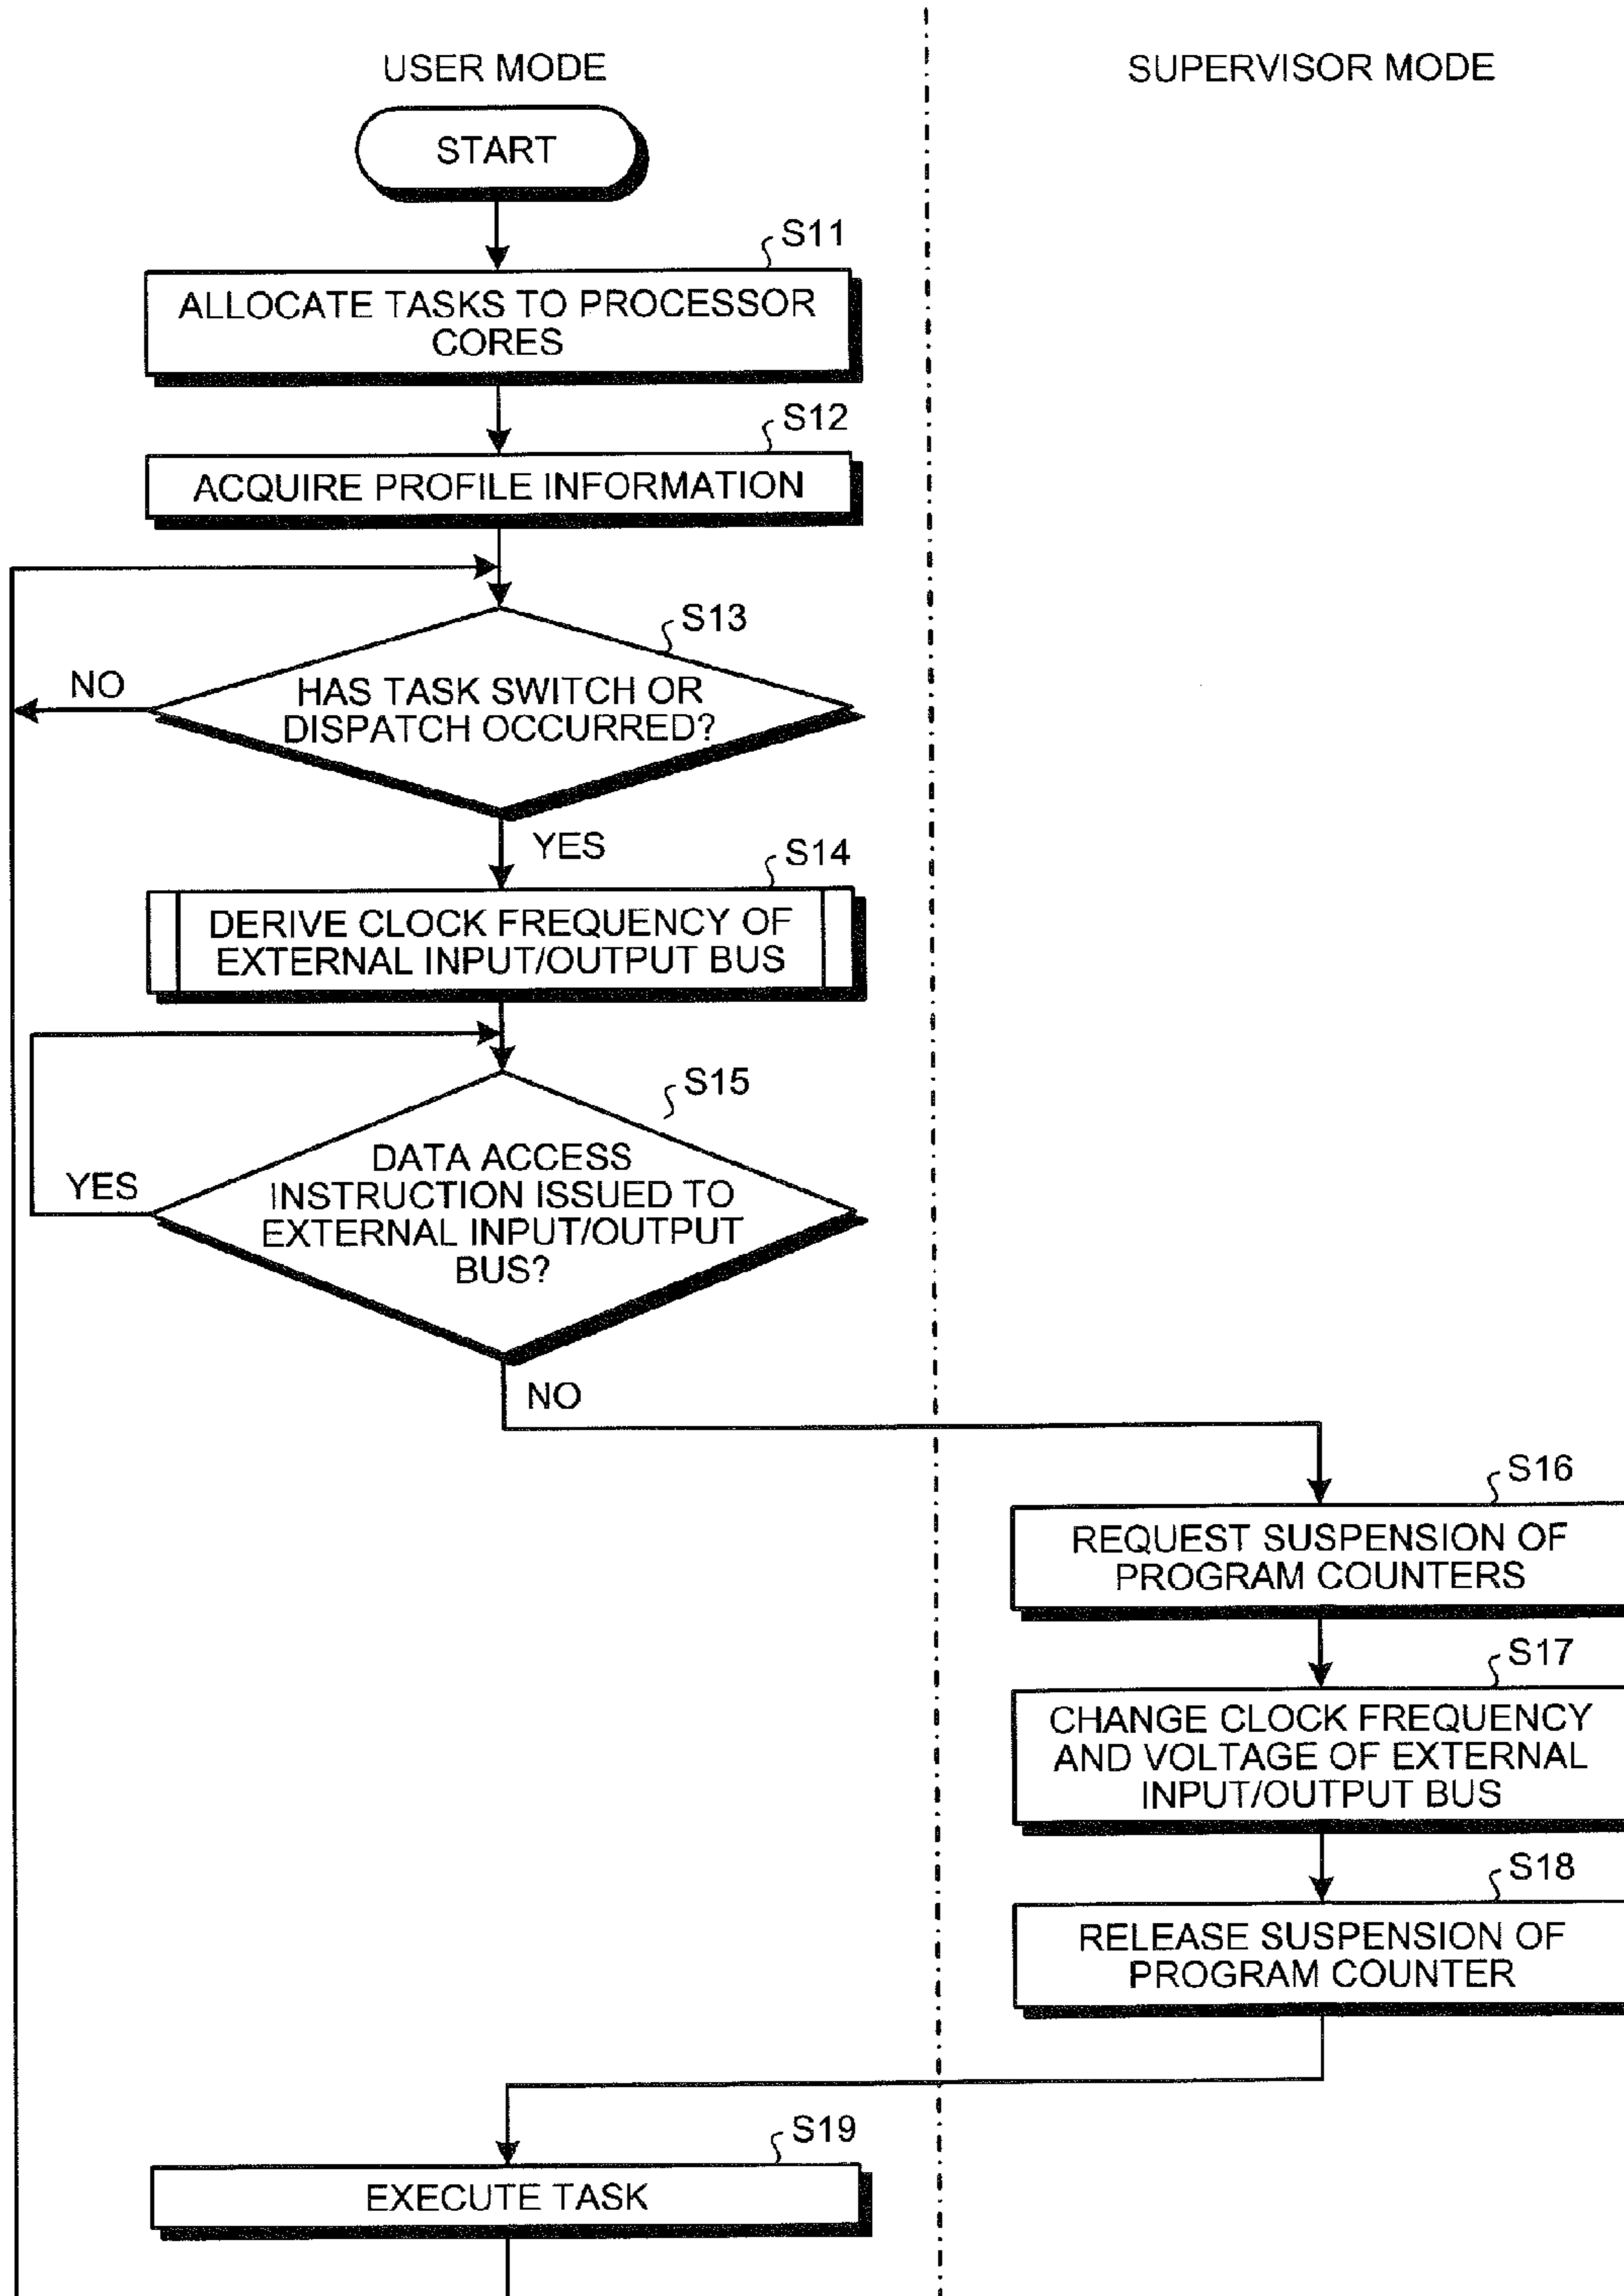 USER MODE
SUPERVISOR MODE
START
S11
ALLOCATE TASKS TO PROCESSOR
CORES
S12
ACQUIRE PROFILE INFORMATION
S13
NO
HAS TASK SWITCH OR
DISPATCH OCCURRED?
YES
S14
DERIVE CLOCK FREQUENCY OF
EXTERNAL INPUT/OUTPUT BUS
S15
YES
DATA ACCESS
INSTRUCTION ISSUED TO
EXTERNAL INPUT/OUTPUT
BUS?
NO
S16
REQUEST SUSPENSION OF
PROGRAM COUNTERS
S17
CHANGE CLOCK FREQUENCY
AND VOLTAGE OF EXTERNAL
INPUT/OUTPUT BUS
S18
RELEASE SUSPENSION OF
PROGRAM COUNTER
S19
EXECUTE TASK